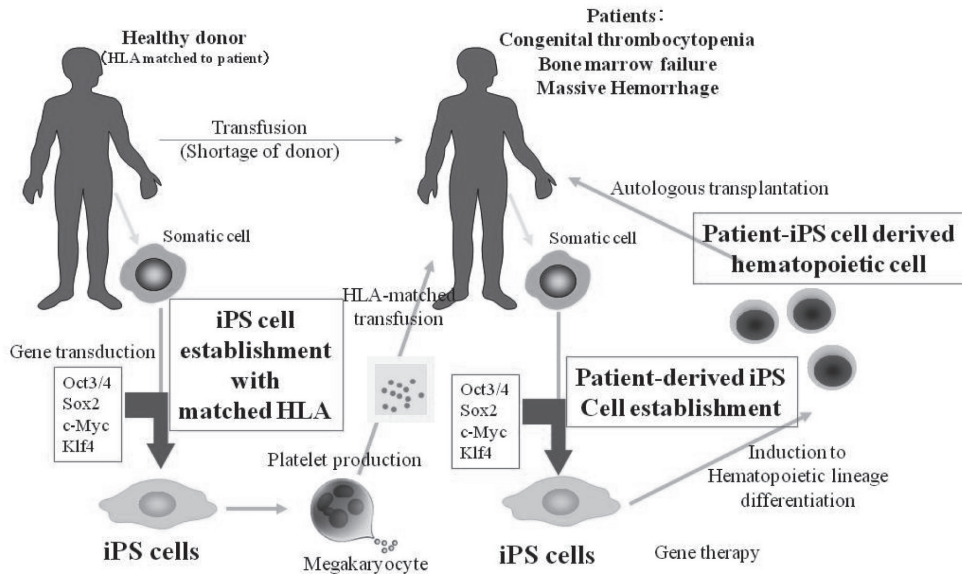 Healthy donor
(HLA matched to patient)
Patients:
Congenital thrombocytopenia
Bone marrow failure
Massive Hemorrhage
Transfusion
(Shortage of donor)
Autologous transplantation
Somatic cell
Somatic cell
Patient-iPS cell derived
hematopoietic cell
HLA-matched
transfusion
iPS cell
establishment
with
matched HLA
Gene transduction
Oct3/4
Sox2
c-Myc
Klf4
Patient-derived iPS
Cell establishment
Oct3/4
Sox2
c-Myc
Klf4
Platelet production
Induction to
Hematopoietic lineage
differentiation
iPS cells
Megakaryocyte
iPS cells
Gene therapy